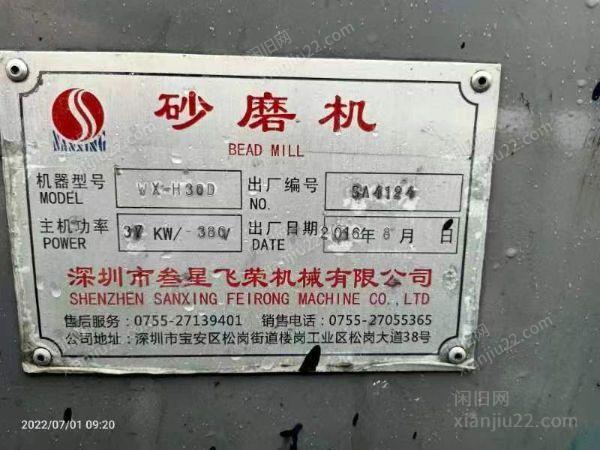 闲旧网
xianjiu22.com
SANXING
砂磨机
BEAD MILL
机器型号 WX-H30D 出厂编号 SA4124
MODEL NO.
主机功率 37 KW/ 380V 出厂日期 2016年 8月 日
POWER DATE
深圳市叁星飞荣机械有限公司
SHENZHEN SANXING FEIRONG MACHINE CO.,LTD
售后服务:0755-27139401 销售电话:0755-27055365
公司地址:深圳市宝安区松岗街道楼岗工业区松岗大道38号
2022/07/01 09:20
闲旧网
xianjiu22.com